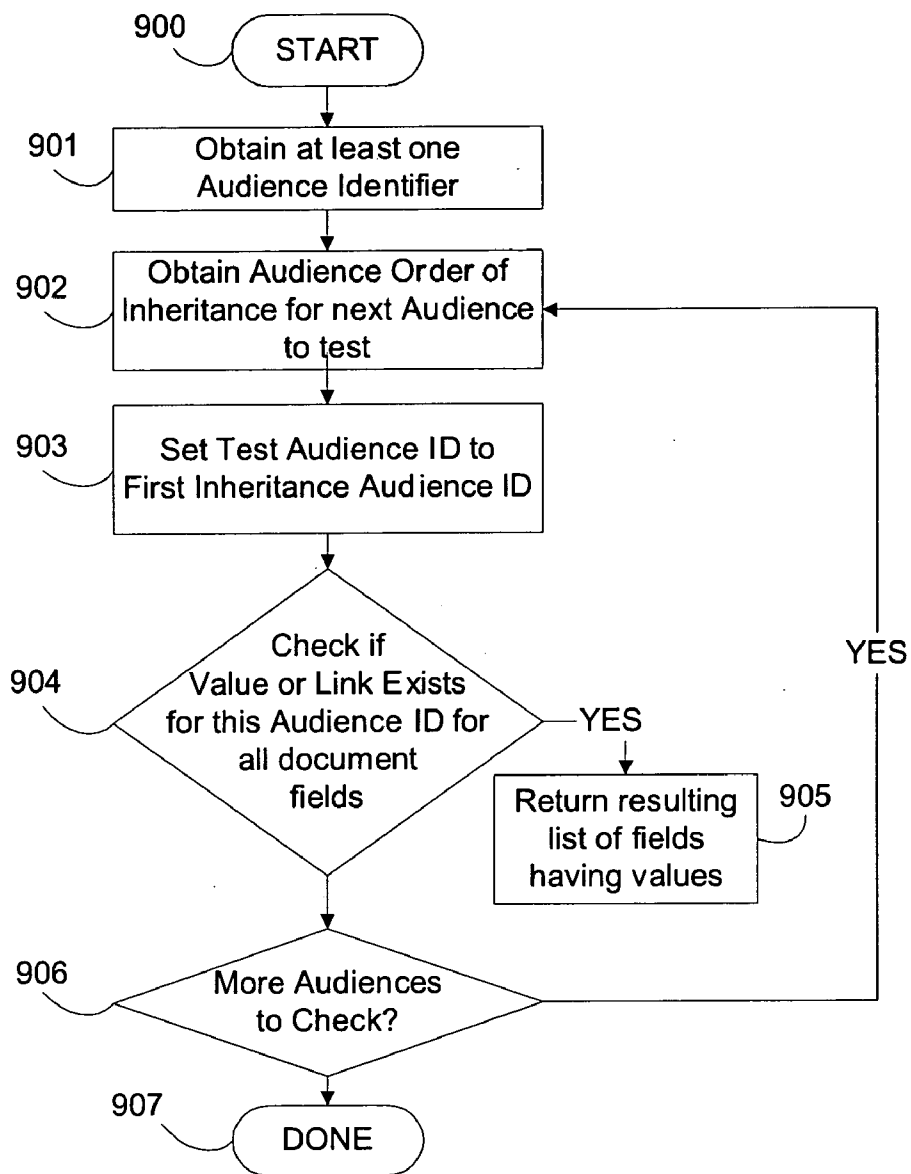 900
START
901
Obtain at least one
Audience Identifier
902
Obtain Audience Order of
Inheritance for next Audience
to test
903
Set Test Audience ID to
First Inheritance Audience ID
904
Check if
Value or Link Exists
for this Audience ID for
all document
fields
YES
YES
Return resulting
list of fields
having values
905
906
More Audiences
to Check?
907
DONE